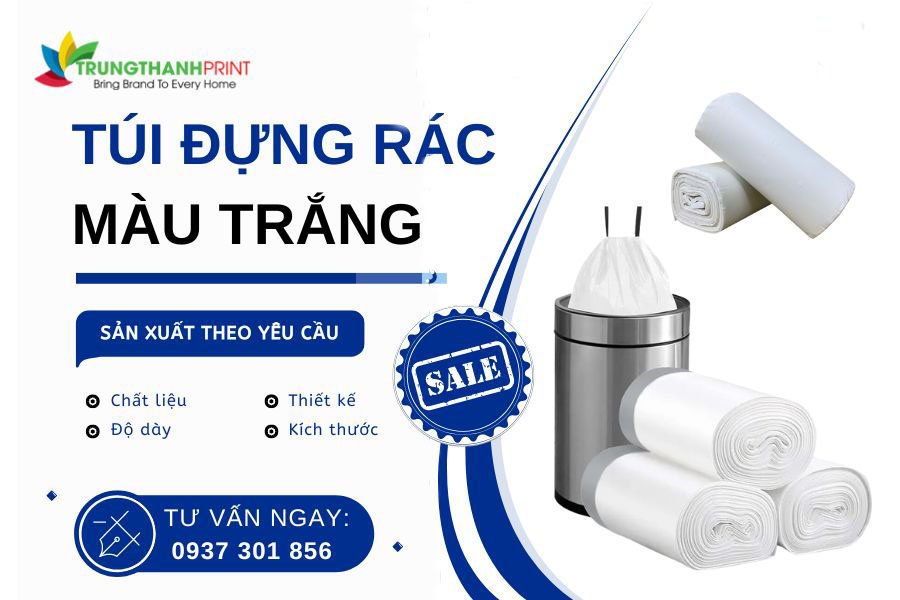 TRUNGTHANHPRINT
Bring Brand To Every Home
TÚI ĐỰNG RÁC
MÀU TRẮNG
SẢN XUẤT THEO YÊU CẦU
Chất liệu
Thiết kế
Độ dày
Kích thước
SALE
TƯ VẤN NGAY:
0937 301 856